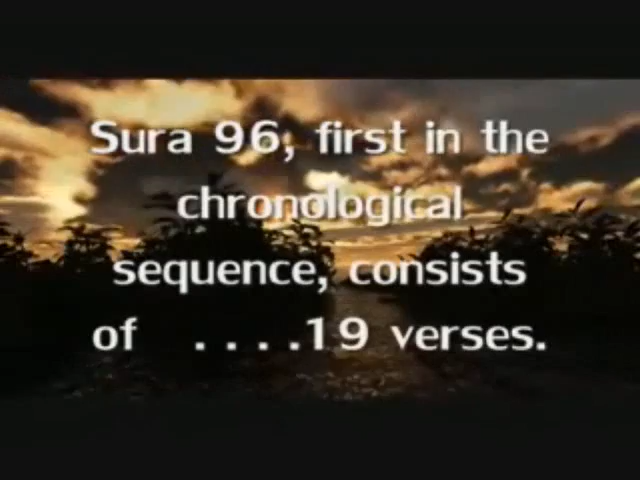 Sura 96, first in the
chronological
sequence, consists
of ....19 verses.